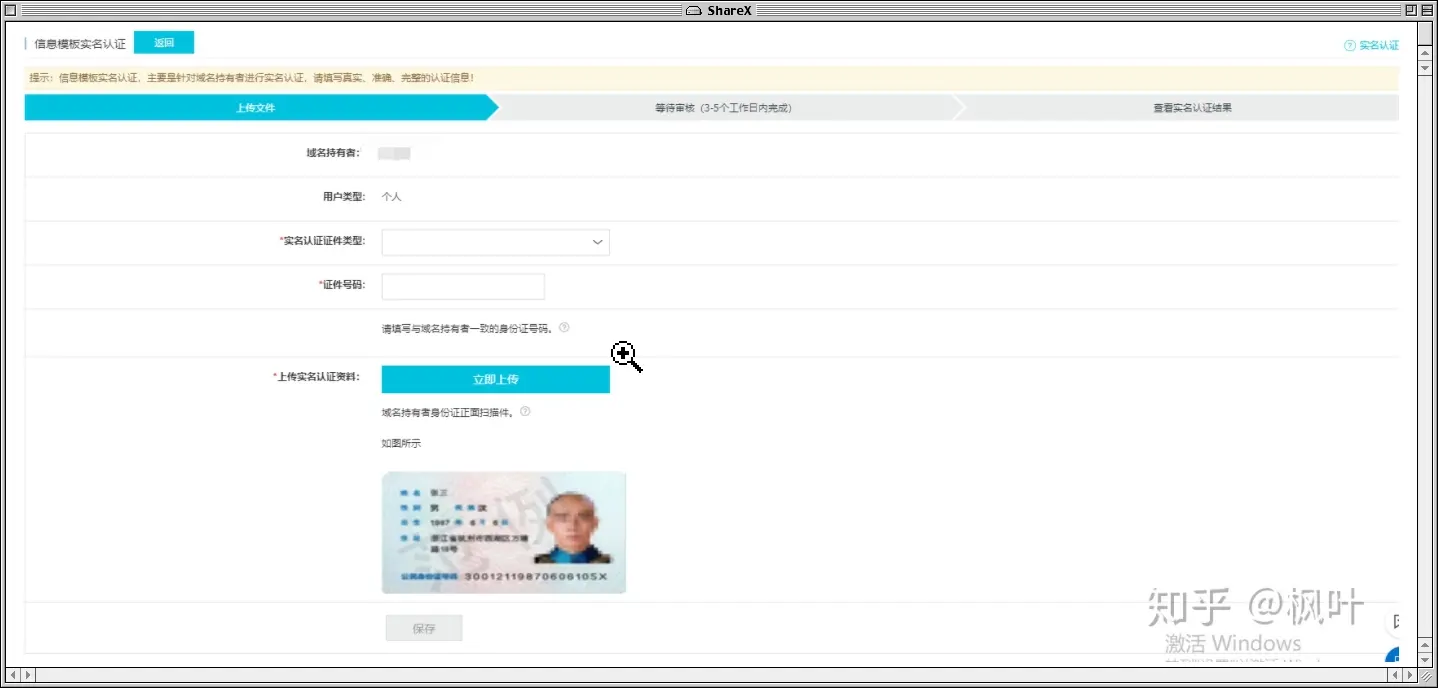 ShareX
信息模板实名认证
返回
实名认证
提示：信息模板实名认证，主要是针对域名持有者进行实名认证，请填写真实、准确、完整的认证信息！
上传文件
等待审核（3-5个工作日内完成）
查看实名认证结果
域名持有者：
用户类型：
个人
*实名认证证件类型：
*证件号码：
请填写与域名持有者一致的身份证号码。
*上传实名认证资料：
立即上传
域名持有者身份证正面扫描件。
如图所示
姓名 张三
性别 男 民族 汉
出生 1987 年 6 月 6 日
住址 浙江省杭州市西湖区万塘
路18号
公民身份证号码 30012119870606105X
保存
知乎 @枫叶
激活 Windows